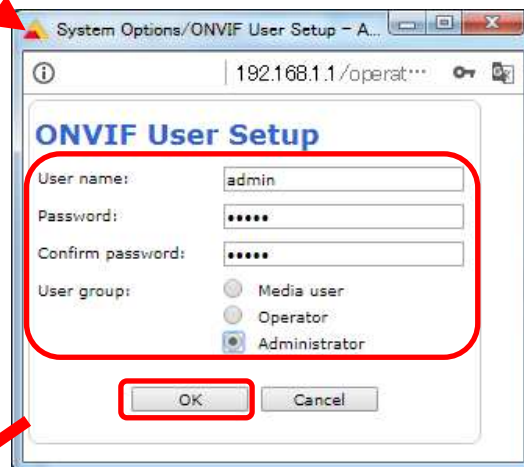 System Options/ONVIF User Setup - A...
192.168.1.1/operat…
ONVIF User Setup
User name: admin
Password: •••••
Confirm password: •••••
User group: Media user
Operator
Administrator
OK Cancel